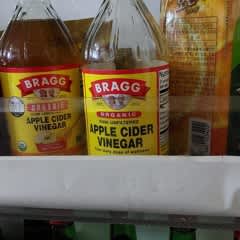 BRAGG
ORGANIC
APPLE CIDER
VINEGAR
BRAGG
ORGANIC
RAW UNFILTERED
APPLE CIDER
VINEGAR